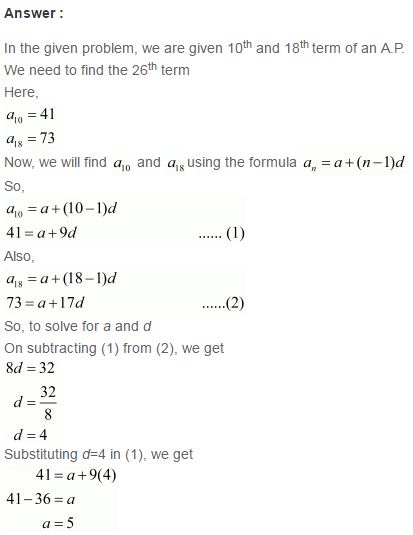 Answer :
In the given problem, we are given 10th and 18th term of an A.P.
We need to find the 26th term
Here,
a₁₀ = 41
a₁₈ = 73
Now, we will find a₁₀ and a₁₈ using the formula aₙ = a+(n−1)d
So,
a₁₀ = a+(10−1)d
41 = a+9d ...... (1)
Also,
a₁₈ = a+(18−1)d
73 = a+17d ......(2)
So, to solve for a and d
On subtracting (1) from (2), we get
8d = 32
d = 32/8
d = 4
Substituting d=4 in (1), we get
41 = a+9(4)
41−36 = a
a = 5